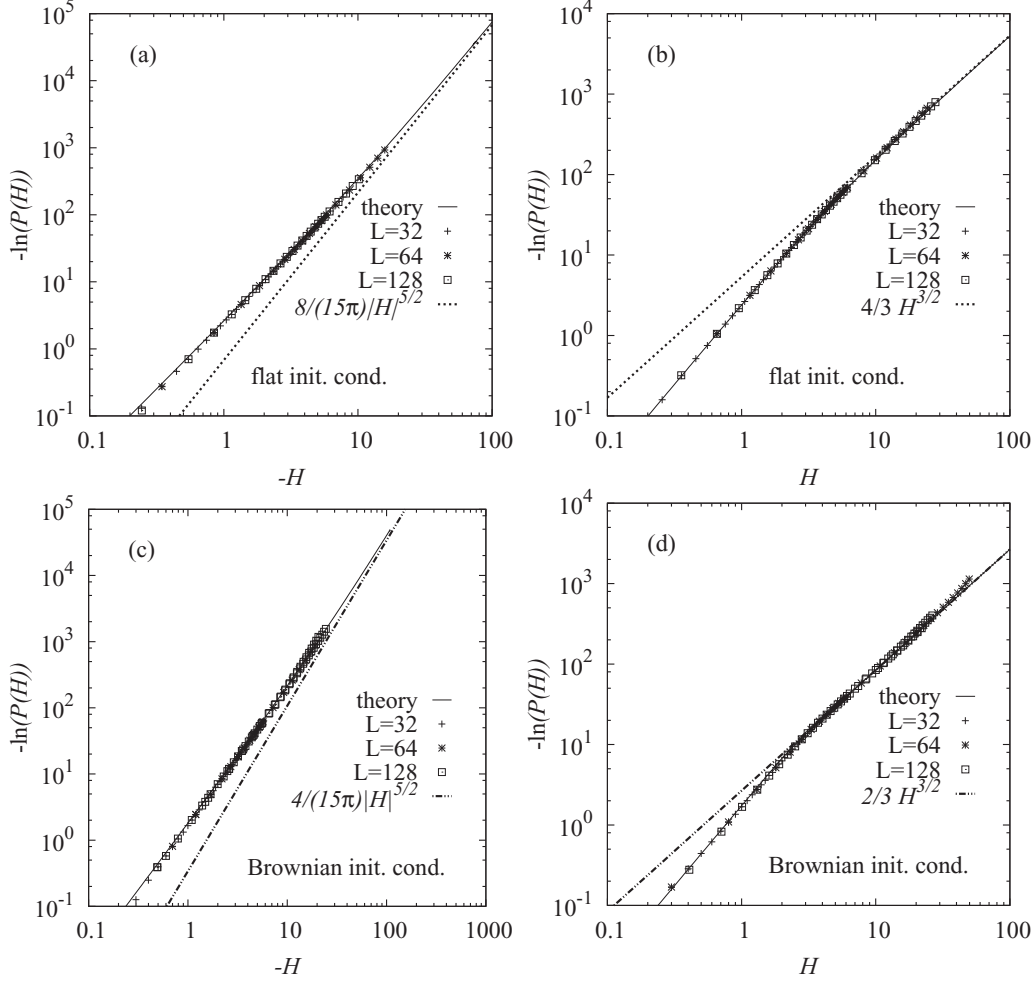 (a)
-ln(P(H))
10^5
10^4
10^3
10^2
10^1
10^0
10^-1
theory
L=32
L=64
L=128
8/(15π)|H|^5/2
flat init. cond.
0.1 1 10 100
-H
(b)
-ln(P(H))
10^4
10^3
10^2
10^1
10^0
10^-1
theory
L=32
L=64
L=128
4/3 H^3/2
flat init. cond.
0.1 1 10 100
H
(c)
-ln(P(H))
10^5
10^4
10^3
10^2
10^1
10^0
10^-1
theory
L=32
L=64
L=128
4/(15π)|H|^5/2
Brownian init. cond.
0.1 1 10 100 1000
-H
(d)
-ln(P(H))
10^4
10^3
10^2
10^1
10^0
10^-1
theory
L=32
L=64
L=128
2/3 H^3/2
Brownian init. cond.
0.1 1 10 100
H